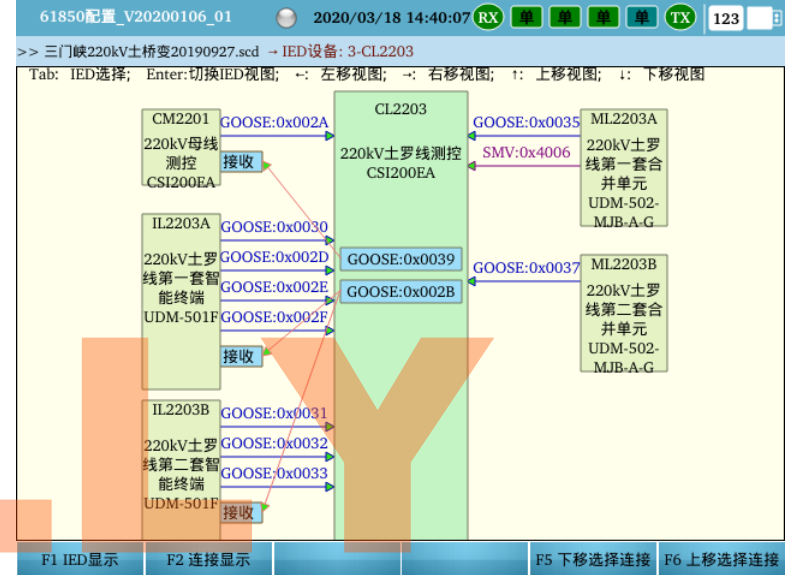 61850配置_V20200106_01 2020/03/18 14:40:07 RX 单 单 单 单 TX 123
>> 三门峡220kV土桥变20190927.scd → IED设备: 3-CL2203
Tab: IED选择; Enter:切换IED视图; ←: 左移视图; →: 右移视图; ↑: 上移视图; ↓: 下移视图
CM2201
220kV母线
测控
CSI200EA
GOOSE:0x002A
接收
IL2203A
220kV土罗
线第一套智
能终端
UDM-501F
GOOSE:0x0030
GOOSE:0x002D
GOOSE:0x002E
GOOSE:0x002F
接收
IL2203B
220kV土罗
线第二套智
能终端
UDM-501F
GOOSE:0x0031
GOOSE:0x0032
GOOSE:0x0033
接收
CL2203
220kV土罗线测控
CSI200EA
GOOSE:0x0039
GOOSE:0x002B
GOOSE:0x0035
SMV:0x4006
ML2203A
220kV土罗
线第一套合
并单元
UDM-502-
MJB-A-G
GOOSE:0x0037
ML2203B
220kV土罗
线第二套合
并单元
UDM-502-
MJB-A-G
F1 IED显示 F2 连接显示 F5 下移选择连接 F6 上移选择连接